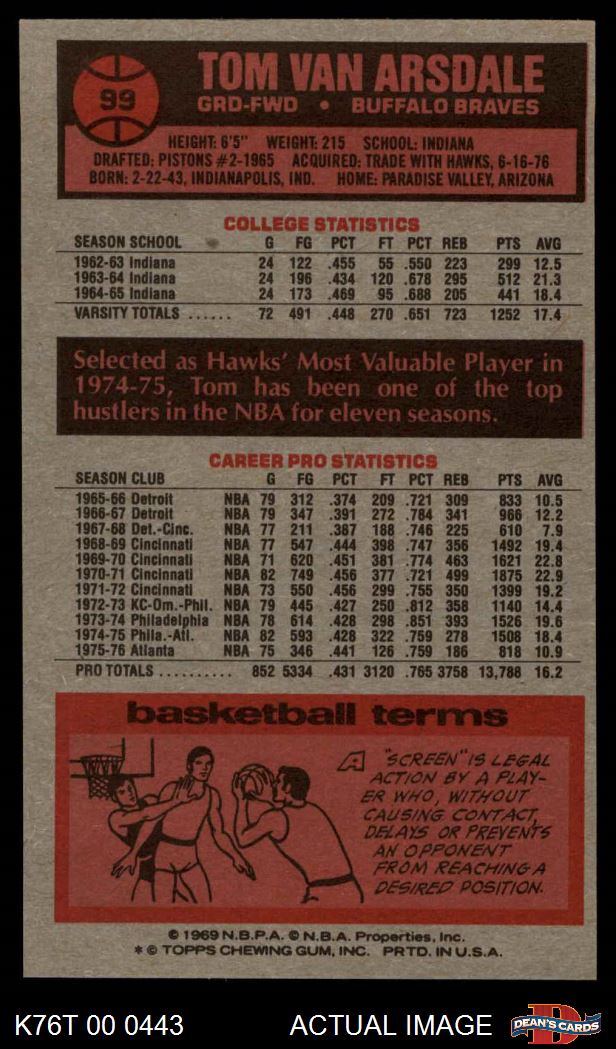 99
TOM VAN ARSDALE
GRD-FWD • BUFFALO BRAVES
HEIGHT: 6'5" WEIGHT: 215 SCHOOL: INDIANA
DRAFTED: PISTONS #2-1965 ACQUIRED: TRADE WITH HAWKS, 6-16-76
BORN: 2-22-43, INDIANAPOLIS, IND. HOME: PARADISE VALLEY, ARIZONA
COLLEGE STATISTICS
SEASON SCHOOL G FG PCT FT PCT REB PTS AVG
1962-63 Indiana 24 122 .455 55 .550 223 299 12.5
1963-64 Indiana 24 196 .434 120 .678 295 512 21.3
1964-65 Indiana 24 173 .469 95 .688 205 441 18.4
VARSITY TOTALS ...... 72 491 .448 270 .651 723 1252 17.4
Selected as Hawks' Most Valuable Player in
1974-75, Tom has been one of the top
hustlers in the NBA for eleven seasons.
CAREER PRO STATISTICS
SEASON CLUB G FG PCT FT PCT REB PTS AVG
1965-66 Detroit NBA 79 312 .374 209 .721 309 833 10.5
1966-67 Detroit NBA 79 347 .391 272 .784 341 966 12.2
1967-68 Det.-Cinc. NBA 77 211 .387 188 .746 225 610 7.9
1968-69 Cincinnati NBA 77 547 .444 398 .747 356 1492 19.4
1969-70 Cincinnati NBA 71 620 .451 381 .774 463 1621 22.8
1970-71 Cincinnati NBA 82 749 .456 377 .721 499 1875 22.9
1971-72 Cincinnati NBA 73 550 .456 299 .755 350 1399 19.2
1972-73 KC-Om.-Phil. NBA 79 445 .427 250 .812 358 1140 14.4
1973-74 Philadelphia NBA 78 614 .428 298 .851 393 1526 19.6
1974-75 Phila.-Atl. NBA 82 593 .428 322 .759 278 1508 18.4
1975-76 Atlanta NBA 75 346 .441 126 .759 186 818 10.9
PRO TOTALS .......... 852 5334 .431 3120 .765 3758 13,788 16.2
basketball terms
A "SCREEN" IS LEGAL
ACTION BY A PLAY-
ER WHO, WITHOUT
CAUSING CONTACT,
DELAYS OR PREVENTS
AN OPPONENT
FROM REACHING A
DESIRED POSITION.
© 1969 N.B.P.A. © N.B.A. Properties, Inc.
* © TOPPS CHEWING GUM, INC. PRTD. IN U.S.A.
K76T 00 0443 ACTUAL IMAGE
D
DEAN'S CARDS